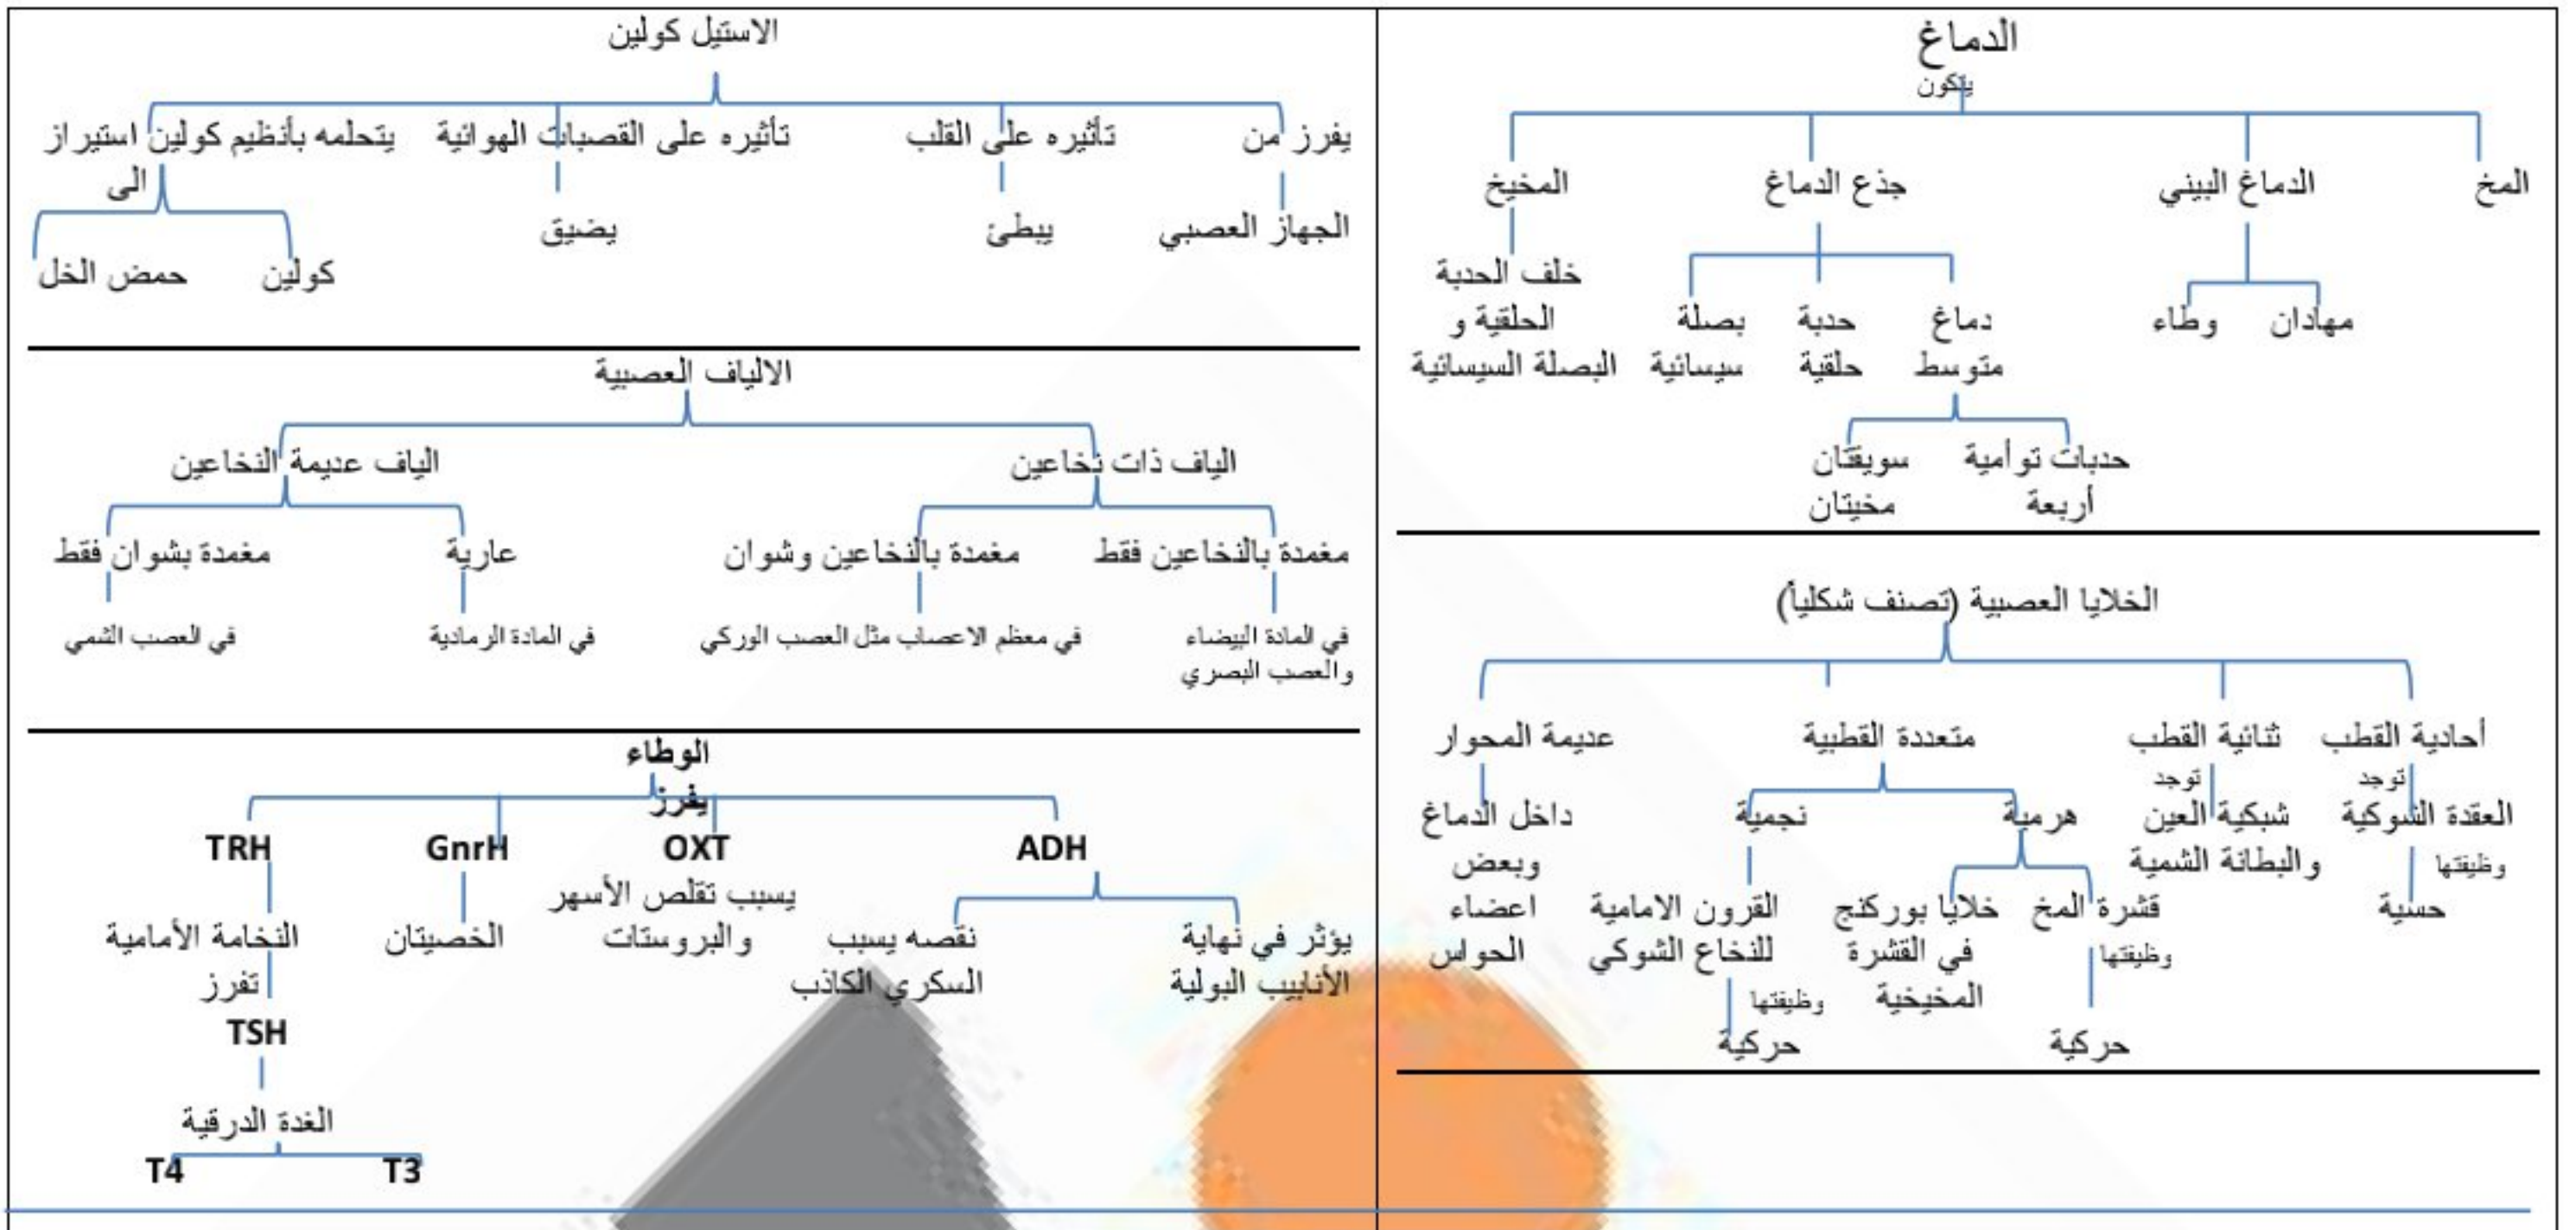 الدماغ
يتكون
المخ
الدماغ البيني
جذع الدماغ
المخيخ
مهادان
وطاء
دماغ
متوسط
حدبة
حلقية
بصلة
سيسائية
خلف الحدبة
الحلقية و
البصلة السيسائية
حدبات توأمية
أربعة
سويقتان
مخيتان
الخلايا العصبية (تصنف شكلياً)
أحادية القطب
ثنائية القطب
متعددة القطبية
عديمة المحوار
توجد
العقدة الشوكية
وظيفتها
حسية
توجد
شبكية العين
والبطانة الشمية
هرمية
نجمية
قشرة المخ
وظيفتها
حركية
خلايا بوركنج
في القشرة
المخيخية
القرون الامامية
للنخاع الشوكي
وظيفتها
حركية
داخل الدماغ
وبعض
اعضاء
الحواس
الاستيل كولين
يفرز من
تأثيره على القلب
تأثيره على القصبات الهوائية
يتحلمه بأنظيم كولين استيراز
الى
الجهاز العصبي
يبطئ
يضيق
كولين
حمض الخل
الالياف العصبية
الياف ذات نخاعين
الياف عديمة النخاعين
مغمدة بالنخاعين فقط
مغمدة بالنخاعين وشوان
عارية
مغمدة بشوان فقط
في المادة البيضاء
والعصب البصري
في معظم الاعصاب مثل العصب الوركي
في المادة الرمادية
في العصب الشمي
الوطاء
يفرز
ADH
OXT
GnrH
TRH
يؤثر في نهاية
الأنابيب البولية
نقصه يسبب
السكري الكاذب
يسبب تقلص الأسهر
والبروستات
الخصيتان
النخامة الأمامية
تفرز
TSH
الغدة الدرقية
T3
T4